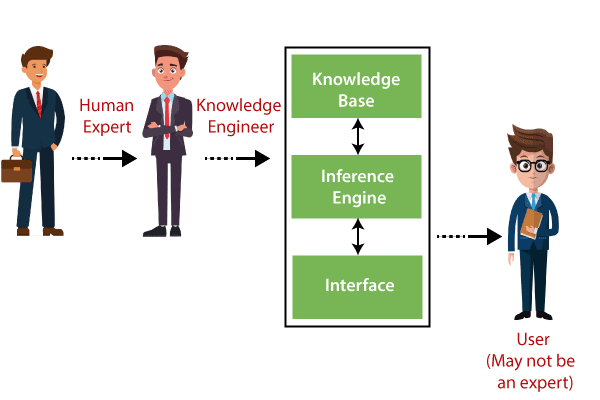 Human
Expert
Knowledge
Engineer
Knowledge
Base
Inference
Engine
Interface
User
(May not be
an expert)